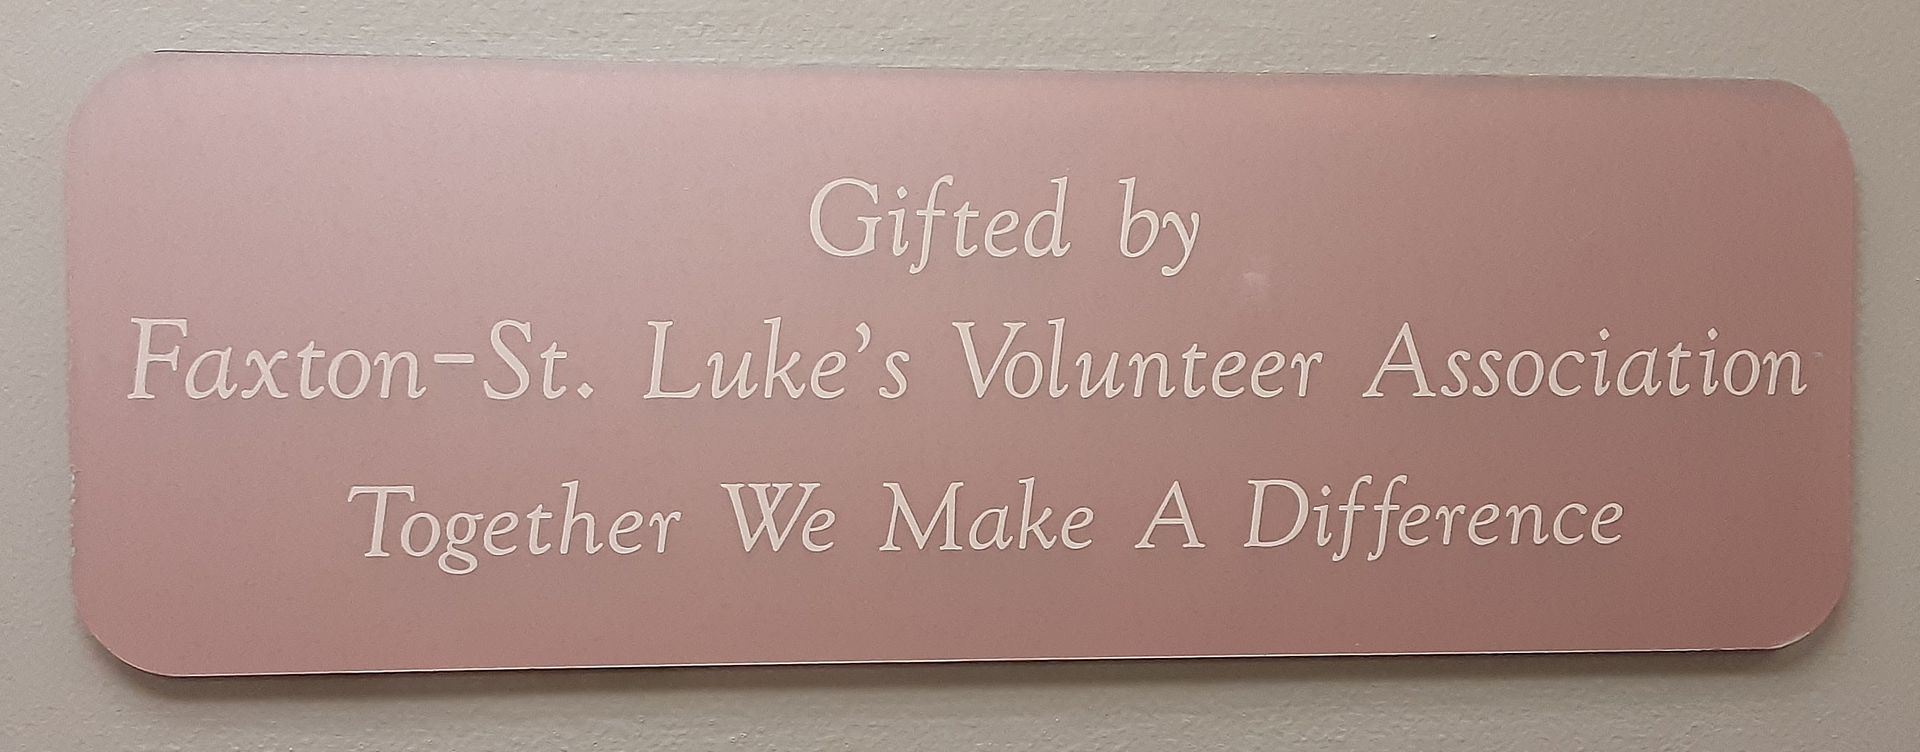 Gifted by
Faxton-St. Luke's Volunteer Association
Together We Make A Difference